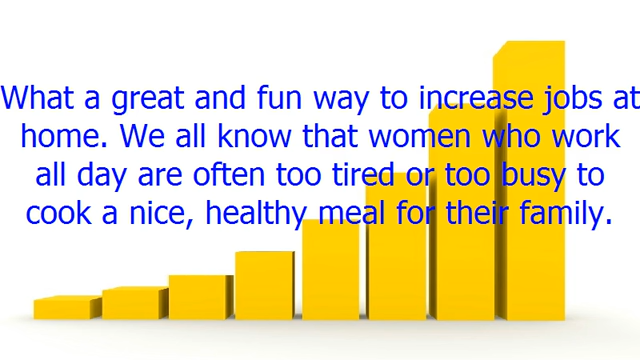 What a great and fun way to increase jobs at
home. We all know that women who work
all day are often too tired or too busy to
cook a nice, healthy meal for their family.